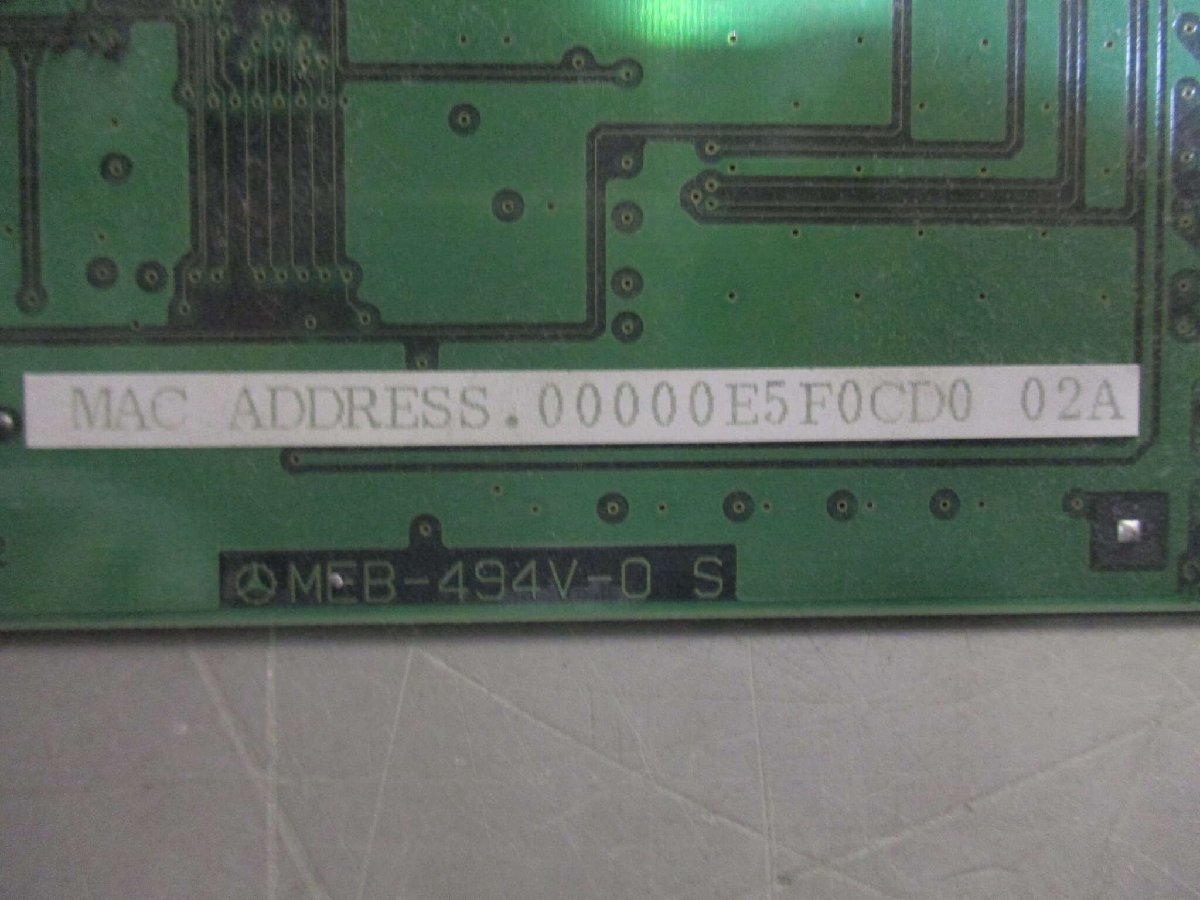 MAC ADDRESS.00000E5F0CD0 02A
MEB-494V-0 S